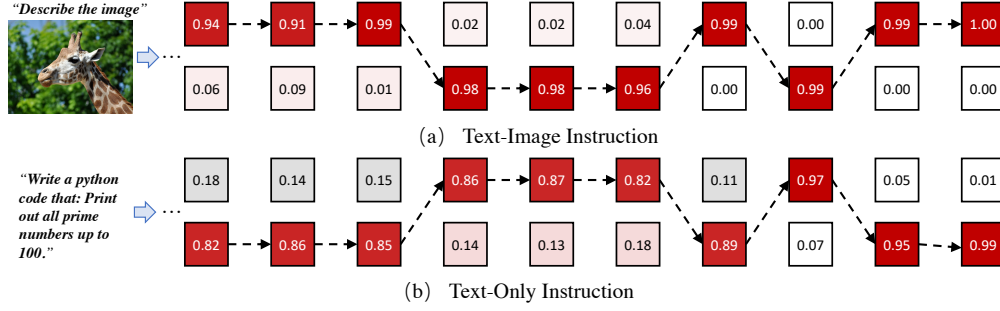 “Describe the image”
...
0.94 0.91 0.99 0.02 0.02 0.04 0.99 0.00 0.99 1.00
0.06 0.09 0.01 0.98 0.98 0.96 0.00 0.99 0.00 0.00
(a) Text-Image Instruction
“Write a python
code that: Print
out all prime
numbers up to
100.”
...
0.18 0.14 0.15 0.86 0.87 0.82 0.11 0.97 0.05 0.01
0.82 0.86 0.85 0.14 0.13 0.18 0.89 0.07 0.95 0.99
(b) Text-Only Instruction